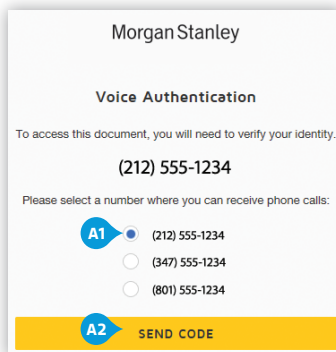 Morgan Stanley
Voice Authentication
To access this document, you will need to verify your identity.
(212) 555-1234
Please select a number where you can receive phone calls:
A1 (212) 555-1234
(347) 555-1234
(801) 555-1234
A2 SEND CODE